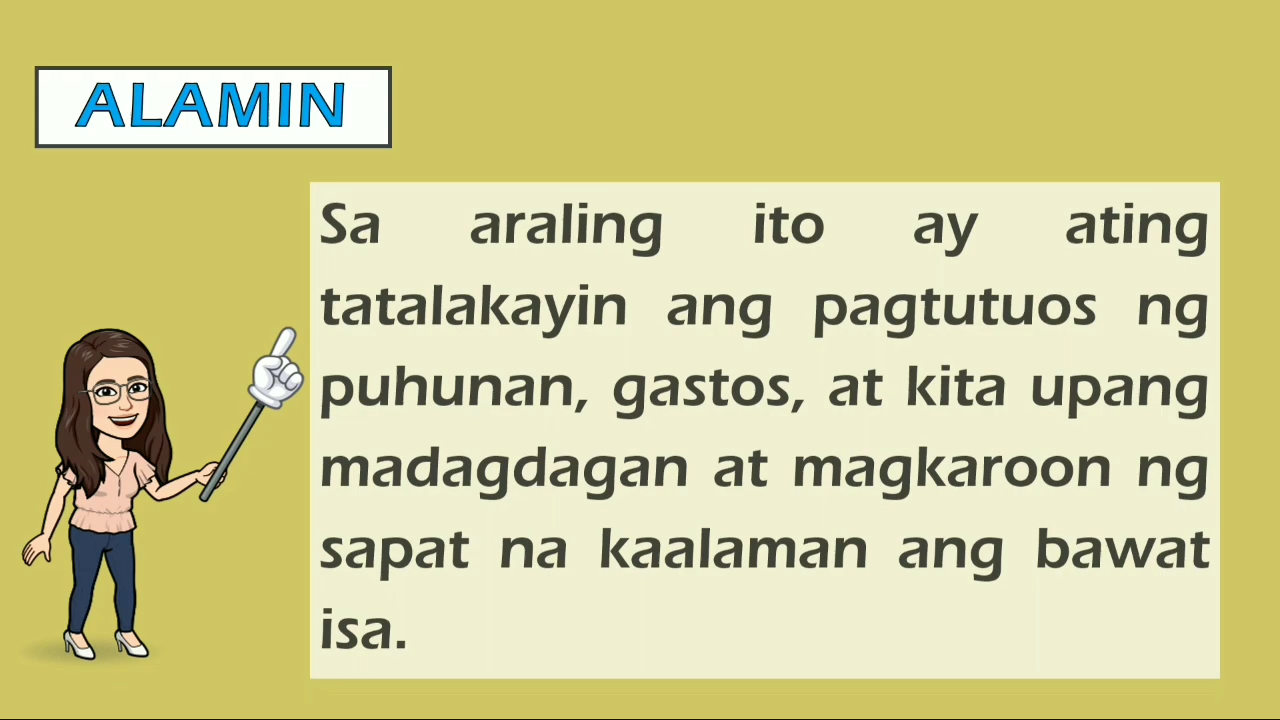 ALAMIN
Sa araling ito ay ating
tatalakayin ang pagtutuos ng
puhunan, gastos, at kita upang
madagdagan at magkaroon ng
sapat na kaalaman ang bawat
isa.